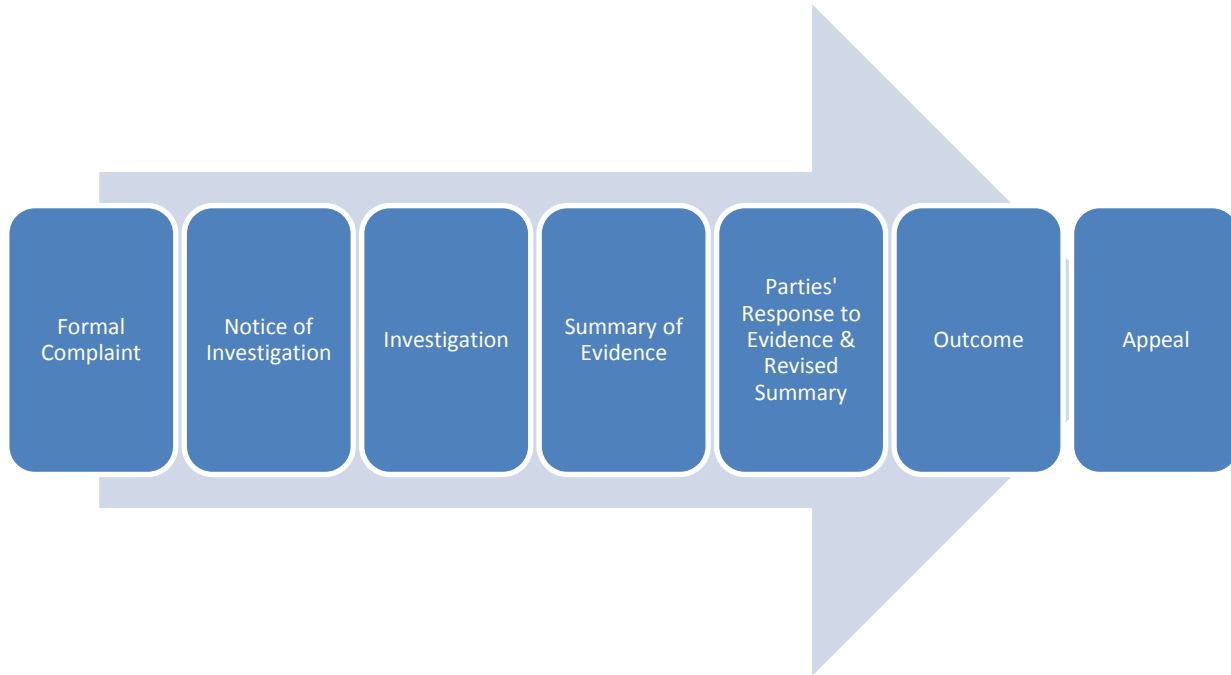 Formal
Complaint
Notice of
Investigation
Investigation
Summary of
Evidence
Parties'
Response to
Evidence &
Revised
Summary
Outcome
Appeal